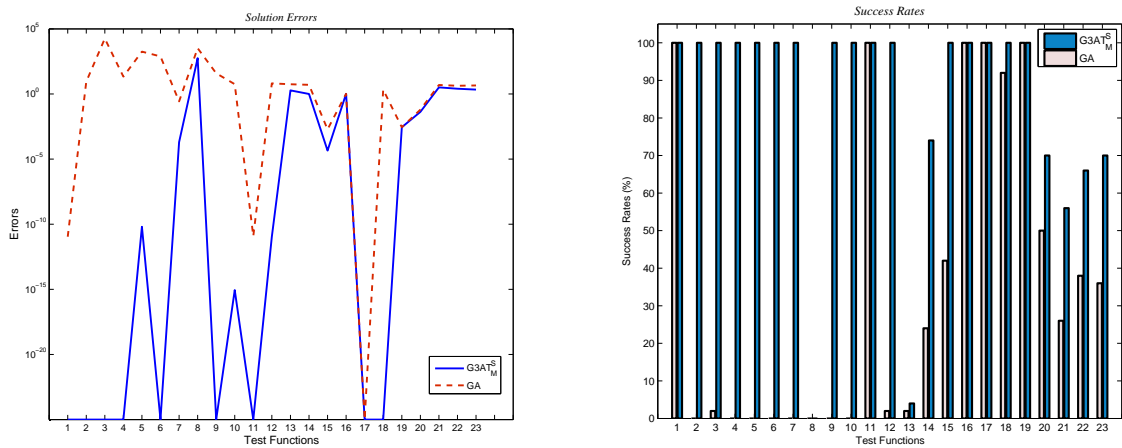 Solution Errors
10^5
10^0
10^-5
10^-10
10^-15
10^-20
Errors
1 2 3 4 5 6 7 8 9 10 11 12 13 14 15 16 17 18 19 20 21 22 23
Test Functions
G3AT_M^S
GA
Success Rates
100
90
80
70
60
50
40
30
20
10
0
Success Rates (%)
1 2 3 4 5 6 7 8 9 10 11 12 13 14 15 16 17 18 19 20 21 22 23
Test Functions
G3AT_M^S
GA